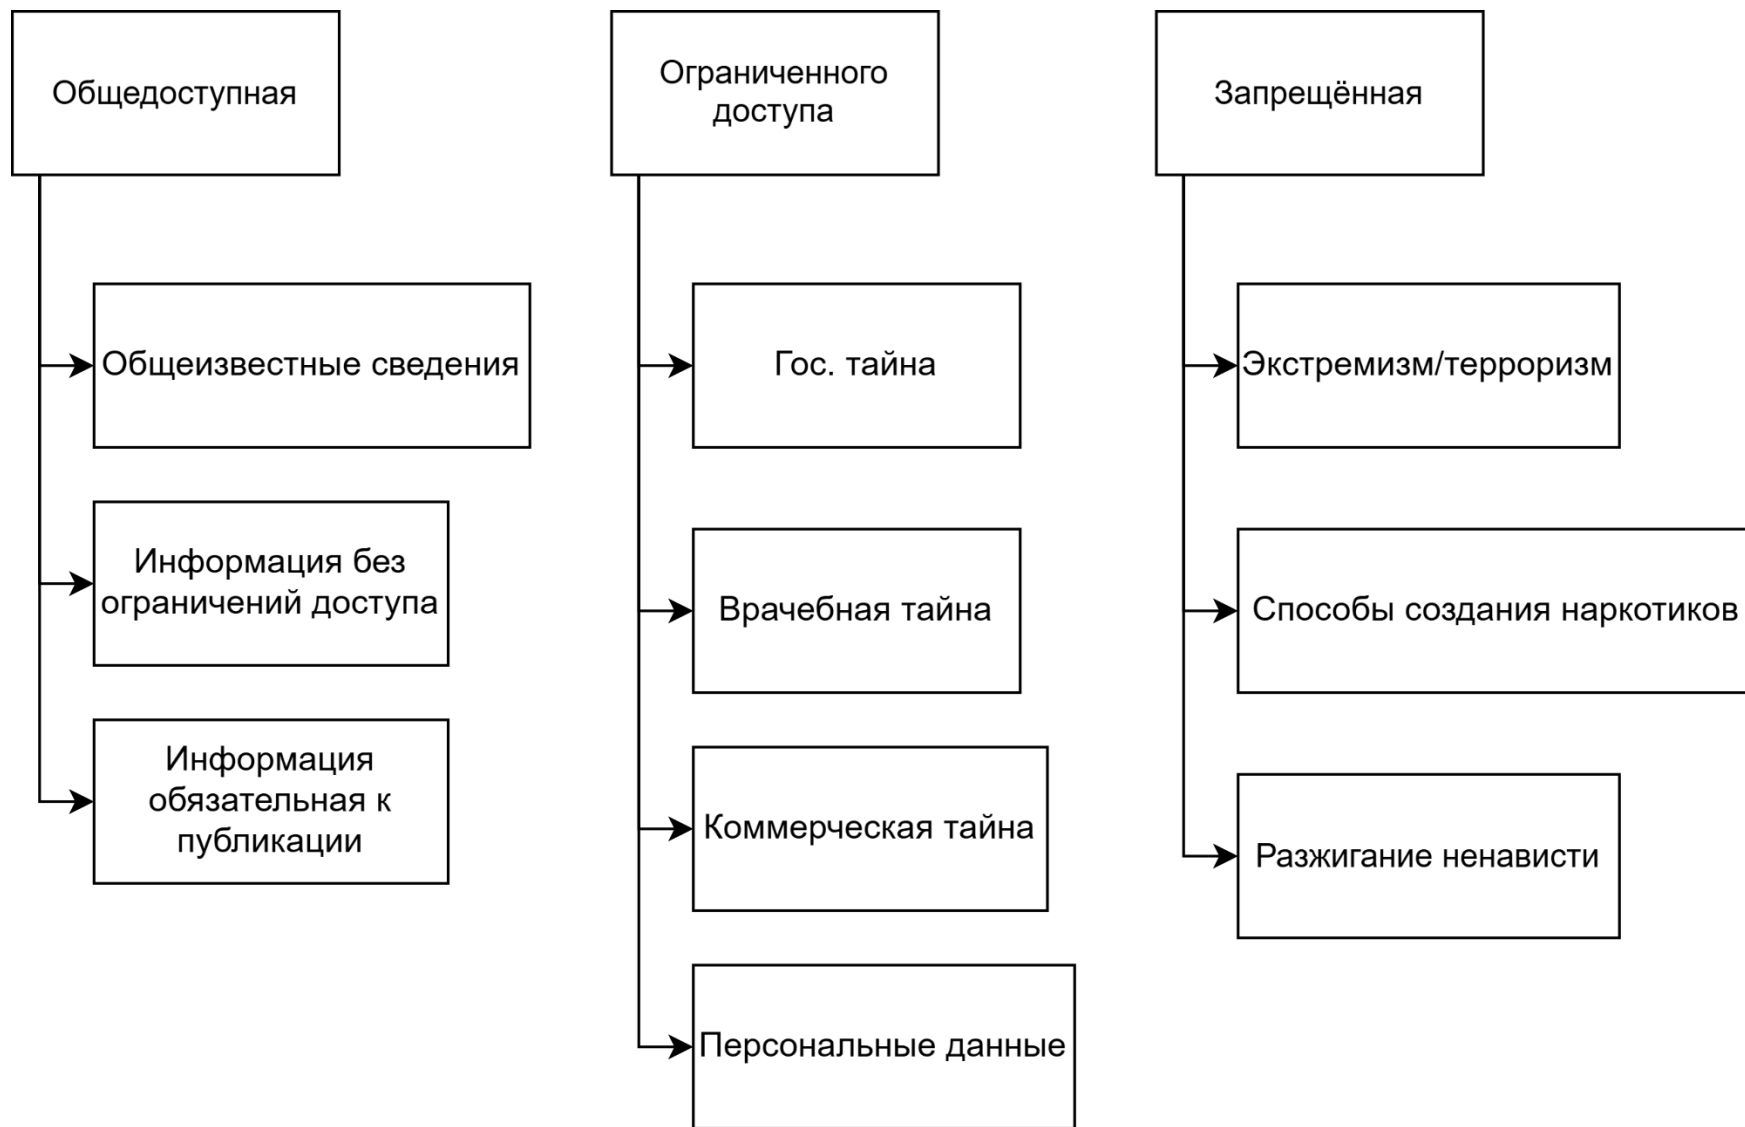 Общедоступная
Общеизвестные сведения
Информация без
ограничений доступа
Информация
обязательная к
публикации
Ограниченного
доступа
Гос. тайна
Врачебная тайна
Коммерческая тайна
Персональные данные
Запрещённая
Экстремизм/терроризм
Способы создания наркотиков
Разжигание ненависти